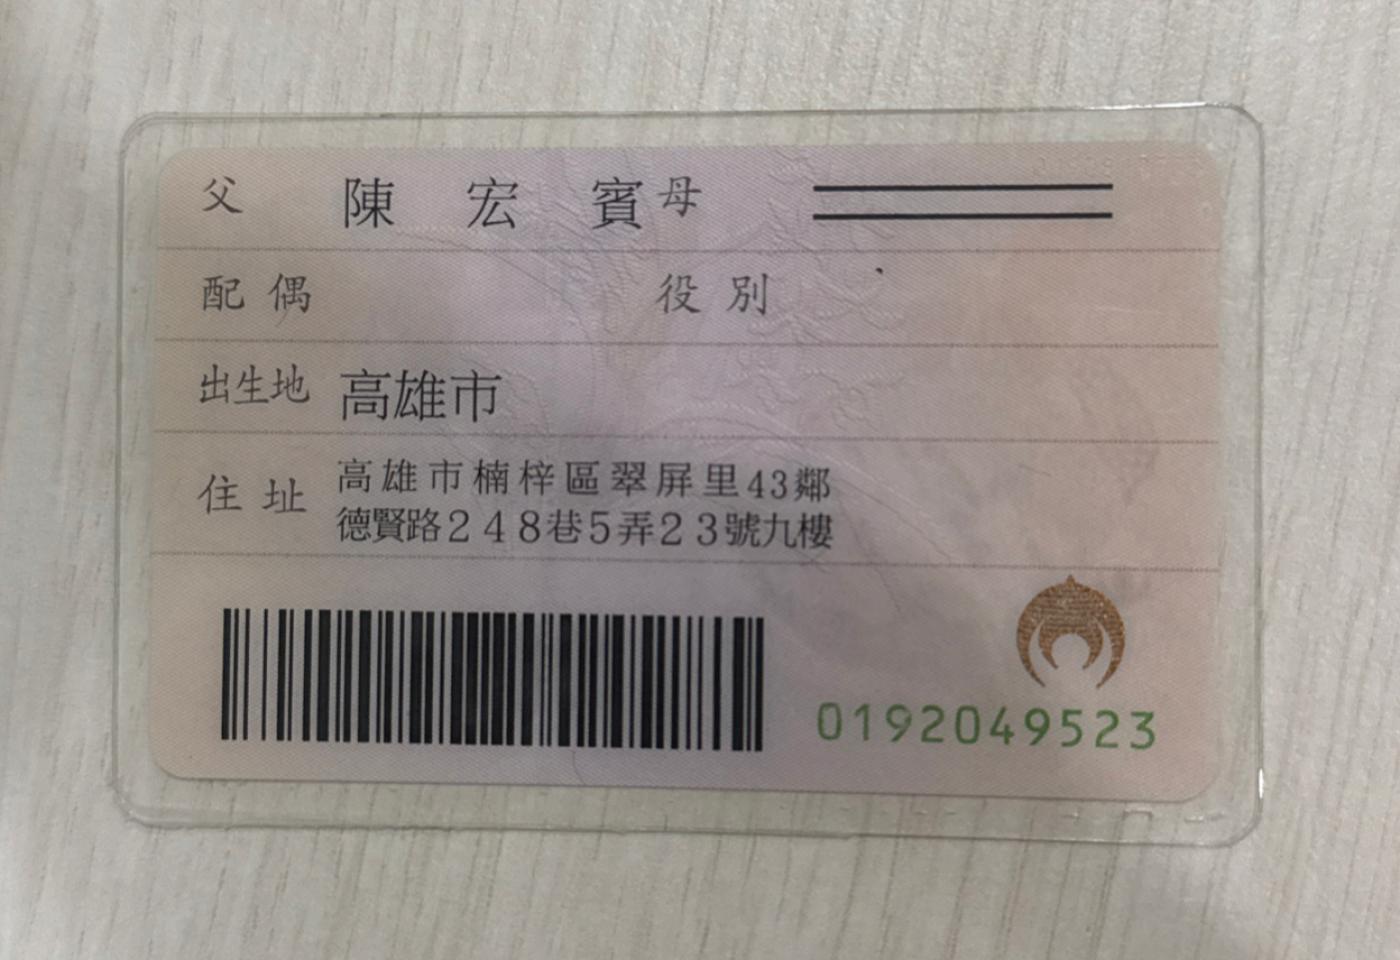 父 陳宏賓 母
配偶 役別
出生地 高雄市
住址 高雄市楠梓區翠屏里43鄰
德賢路248巷5弄23號九樓
0192049523